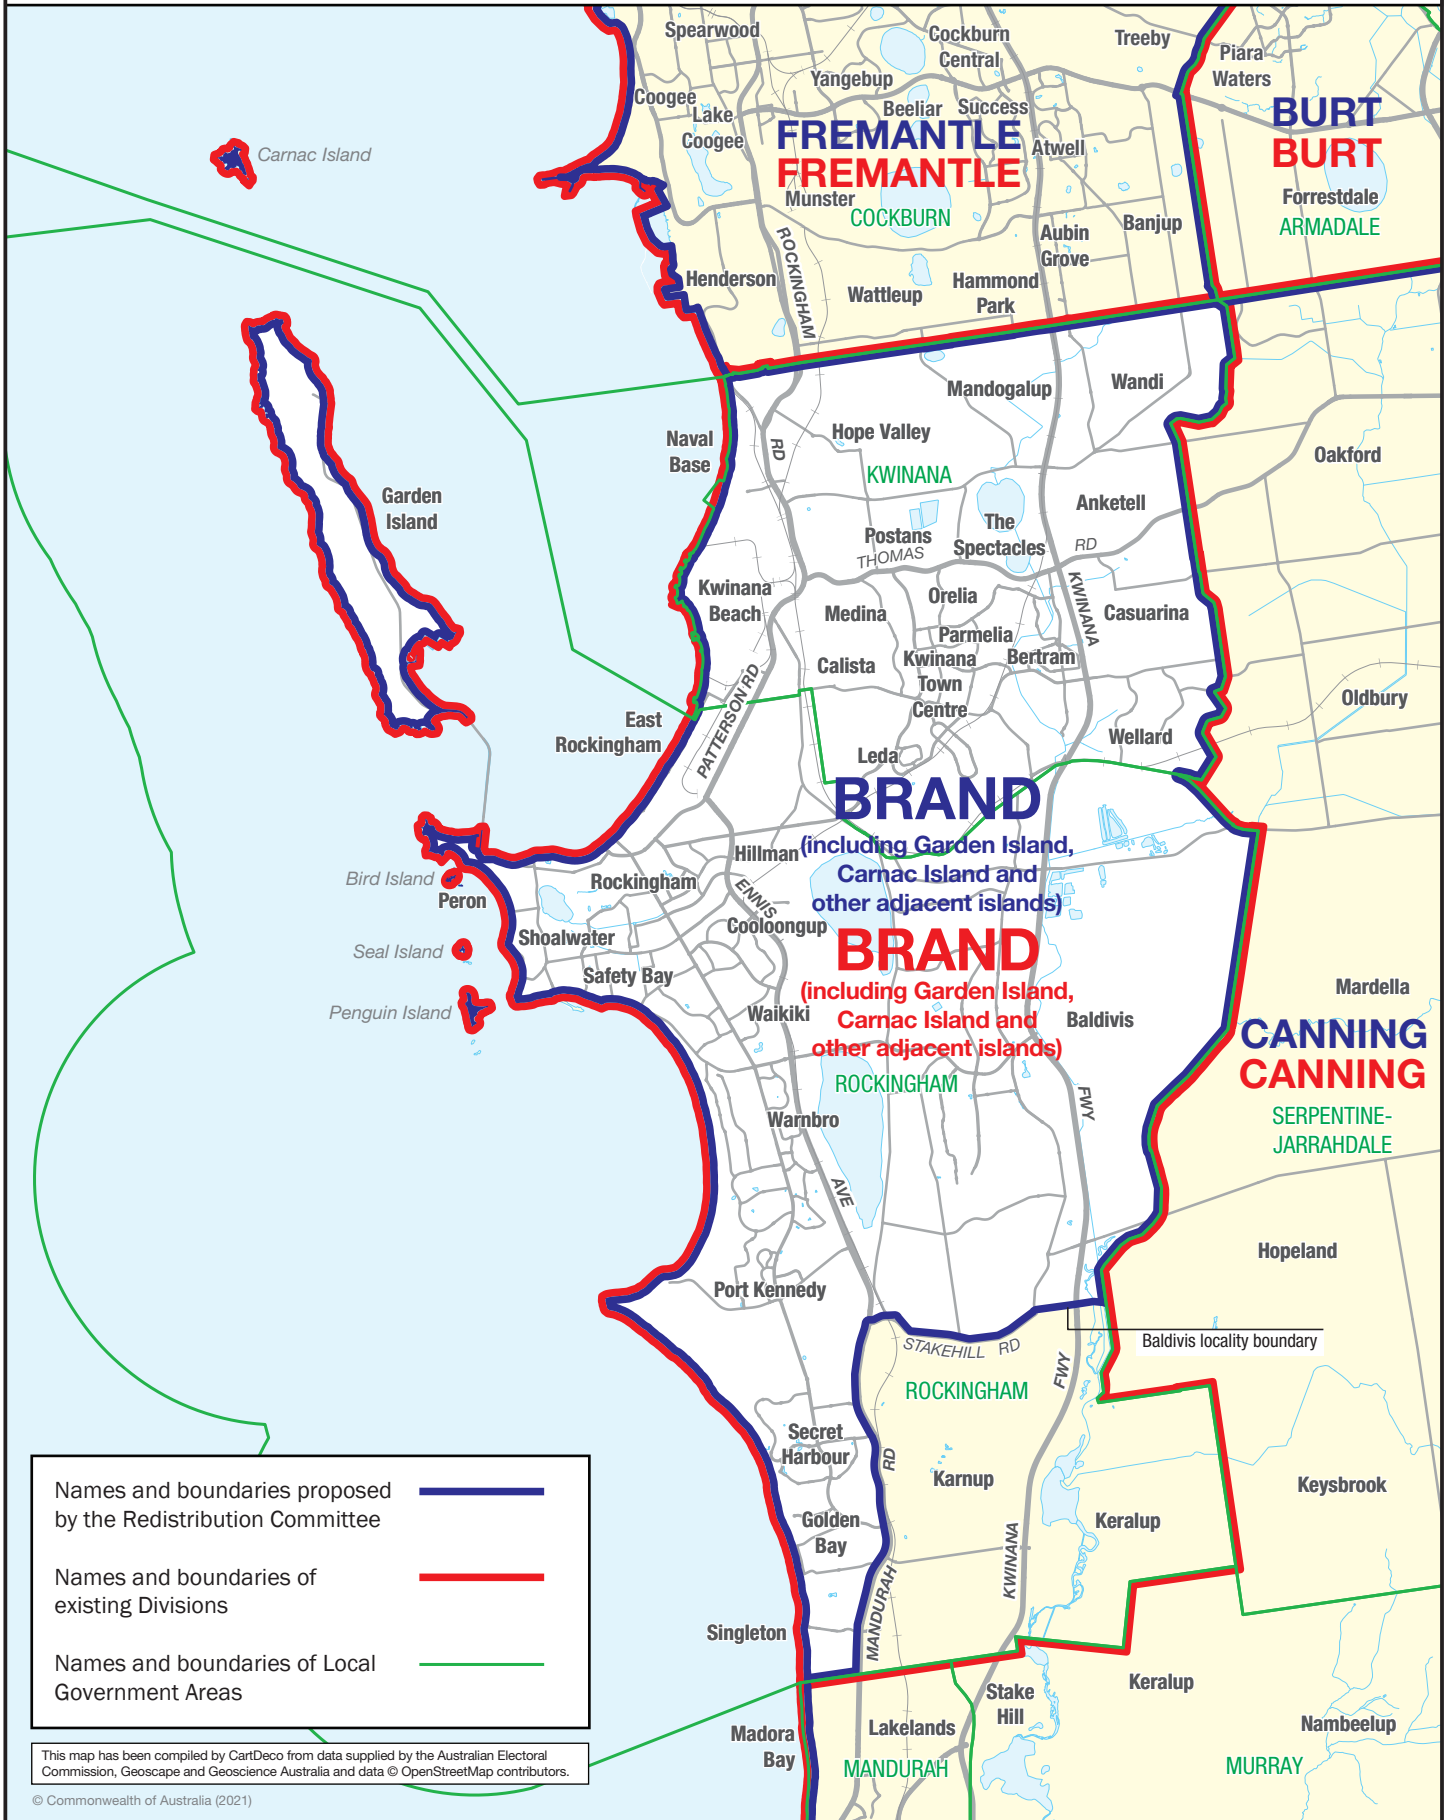 Spearwood
Cockburn
Central
Treeby
Piara
Waters
Yangebup
Coogee
Lake
Coogee
Beeliar
Success
FREMANTLE
FREMANTLE
BURT
BURT
Atwell
Carnac Island
Munster
COCKBURN
Forrestdale
ARMADALE
Banjup
Aubin
Grove
ROCKINGHAM
Henderson
Wattleup
Hammond
Park
Mandogalup
Wandi
Naval
Base
RD
Hope Valley
KWINANA
Oakford
Garden
Island
Anketell
Postans
The
Spectacles
THOMAS
RD
Kwinana
Beach
Medina
Orelia
KWINANA
Casuarina
Parmelia
Calista
Kwinana
Town
Centre
Bertram
Oldbury
East
Rockingham
PATTERSON RD
Wellard
Leda
BRAND
(including Garden Island,
Carnac Island and
other adjacent islands)
Hillman
Bird Island
Peron
Rockingham
ENNIS
Cooloongup
Shoalwater
BRAND
(including Garden Island,
Carnac Island and
other adjacent islands)
Seal Island
Safety Bay
Penguin Island
Waikiki
Baldivis
Mardella
CANNING
CANNING
ROCKINGHAM
FWY
SERPENTINE-
JARRAHDALE
Warnbro
AVE
Hopeland
Port Kennedy
STAKEHILL RD
Baldivis locality boundary
ROCKINGHAM
FWY
Secret
Harbour
RD
Karnup
Keysbrook
Golden
Bay
Keralup
KWINANA
MANDURAH
Singleton
Keralup
Stake
Hill
Madora
Bay
Lakelands
MANDURAH
Nambeelup
MURRAY
Names and boundaries proposed
by the Redistribution Committee
Names and boundaries of
existing Divisions
Names and boundaries of Local
Government Areas
This map has been compiled by CartDeco from data supplied by the Australian Electoral
Commission, Geoscape and Geoscience Australia and data © OpenStreetMap contributors.
© Commonwealth of Australia (2021)